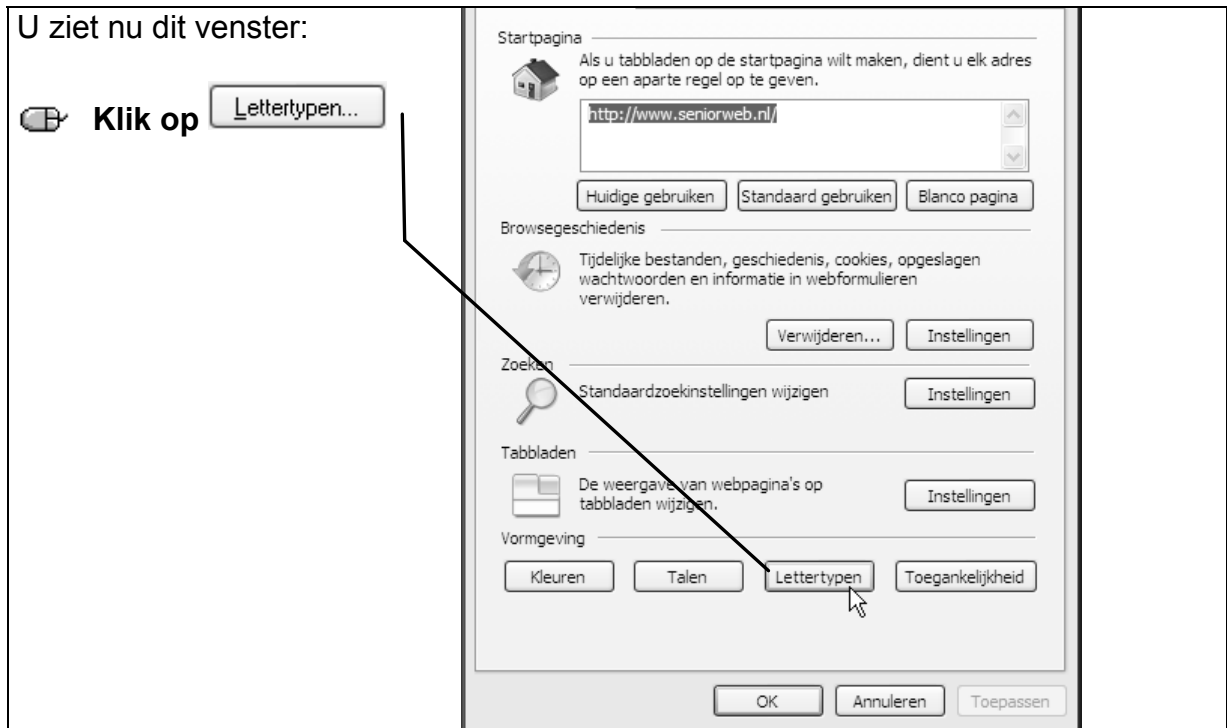 U ziet nu dit venster:
Klik op Lettertypen...
Startpagina
Als u tabbladen op de startpagina wilt maken, dient u elk adres
op een aparte regel op te geven.
http://www.seniorweb.nl/
Huidige gebruiken Standaard gebruiken Blanco pagina
Browsegeschiedenis
Tijdelijke bestanden, geschiedenis, cookies, opgeslagen
wachtwoorden en informatie in webformulieren
verwijderen.
Verwijderen... Instellingen
Zoeken
Standaardzoekinstellingen wijzigen Instellingen
Tabbladen
De weergave van webpagina's op
tabbladen wijzigen.
Instellingen
Vormgeving
Kleuren Talen Lettertypen Toegankelijkheid
OK Annuleren Toepassen